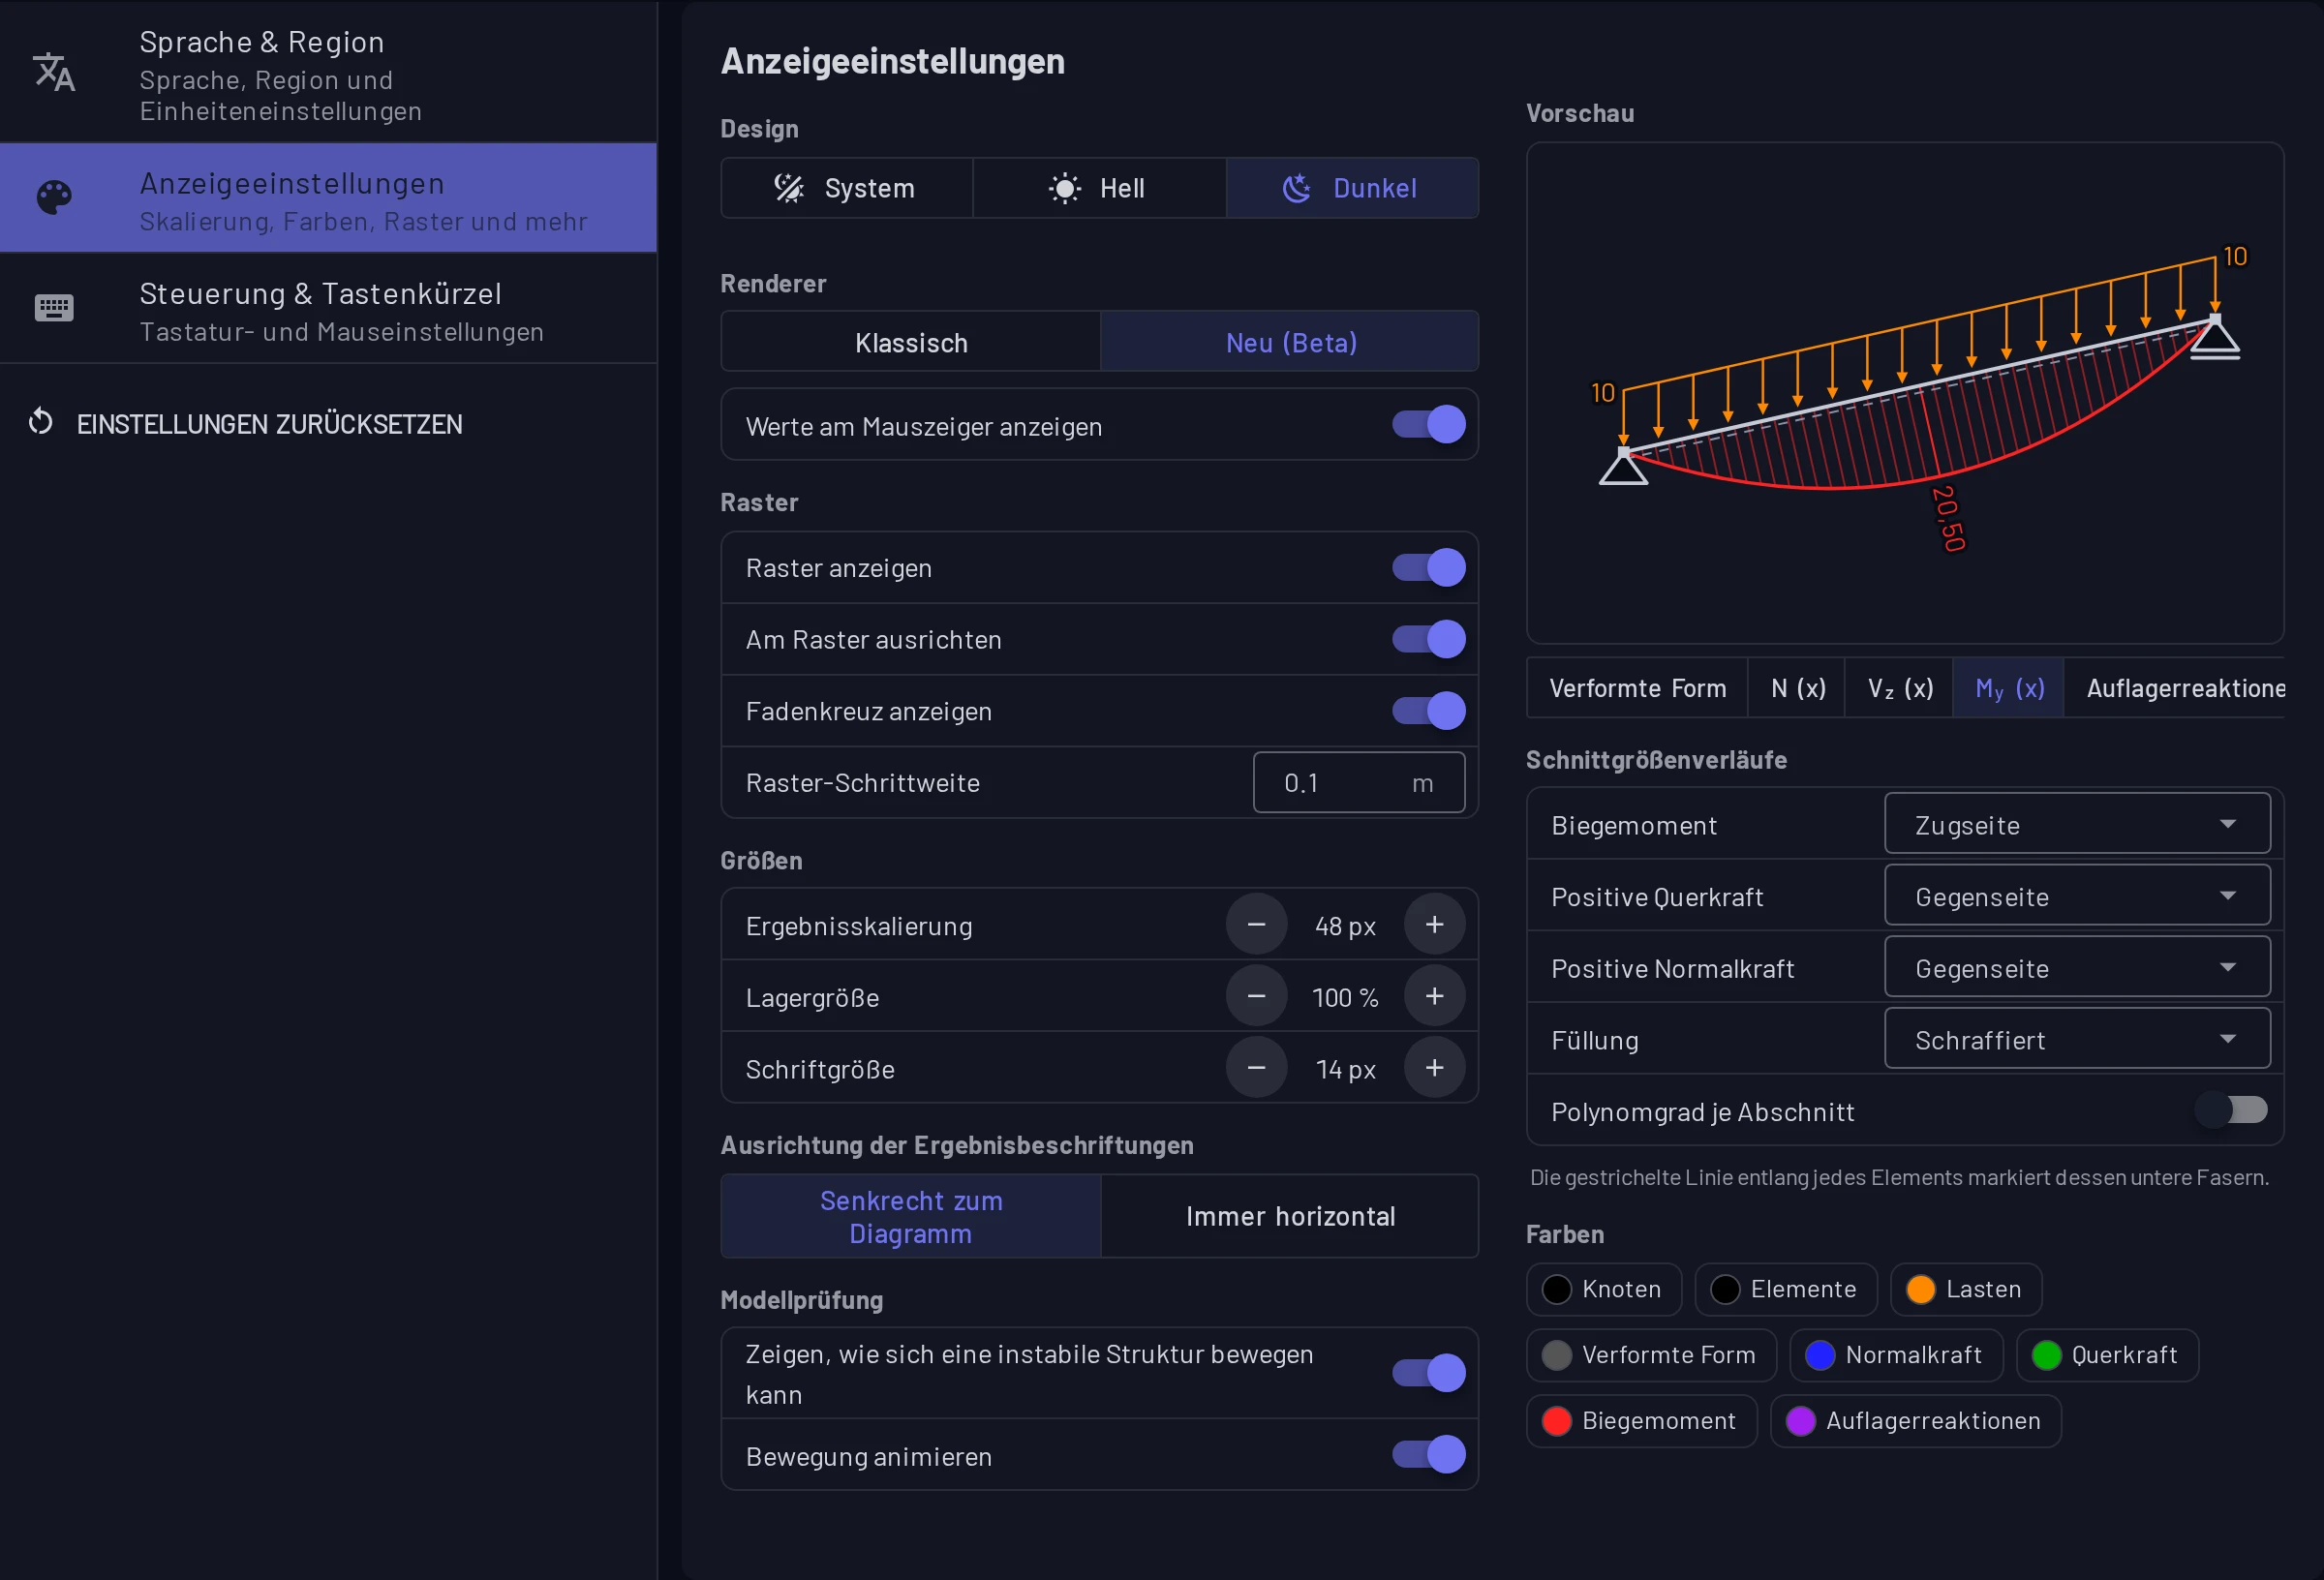 Sprache & Region
Sprache, Region und
Einheiteneinstellungen
Anzeigeeinstellungen
Skalierung, Farben, Raster und mehr
Steuerung & Tastenkürzel
Tastatur- und Mauseinstellungen
EINSTELLUNGEN ZURÜCKSETZEN
Anzeigeeinstellungen
Design
System
Hell
Dunkel
Renderer
Klassisch
Neu (Beta)
Werte am Mauszeiger anzeigen
Raster
Raster anzeigen
Am Raster ausrichten
Fadenkreuz anzeigen
Raster-Schrittweite
0.1 m
Größen
Ergebnisskalierung
− 48 px +
Lagergröße
− 100 % +
Schriftgröße
− 14 px +
Ausrichtung der Ergebnisbeschriftungen
Senkrecht zum
Diagramm
Immer horizontal
Modellprüfung
Zeigen, wie sich eine instabile Struktur bewegen
kann
Bewegung animieren
Vorschau
10
10
20,50
Verformte Form
N (x)
Vz (x)
My (x)
Auflagerreaktione
Schnittgrößenverläufe
Biegemoment
Zugseite
Positive Querkraft
Gegenseite
Positive Normalkraft
Gegenseite
Füllung
Schraffiert
Polynomgrad je Abschnitt
Die gestrichelte Linie entlang jedes Elements markiert dessen untere Fasern.
Farben
Knoten
Elemente
Lasten
Verformte Form
Normalkraft
Querkraft
Biegemoment
Auflagerreaktionen